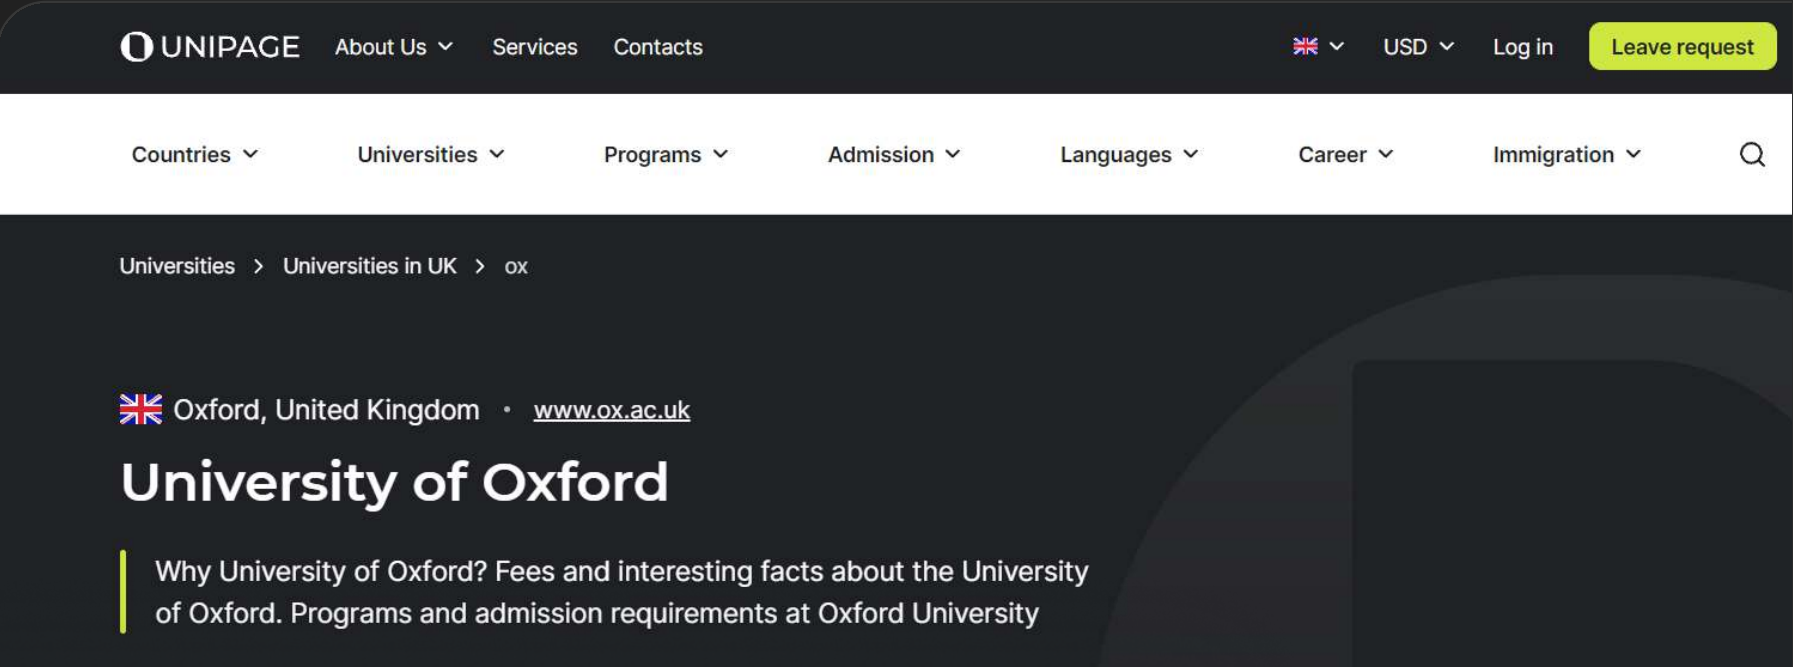 UNIPAGE About Us Services Contacts USD Log in Leave request
Countries Universities Programs Admission Languages Career Immigration
Universities > Universities in UK > ox
Oxford, United Kingdom • www.ox.ac.uk
University of Oxford
Why University of Oxford? Fees and interesting facts about the University
of Oxford. Programs and admission requirements at Oxford University